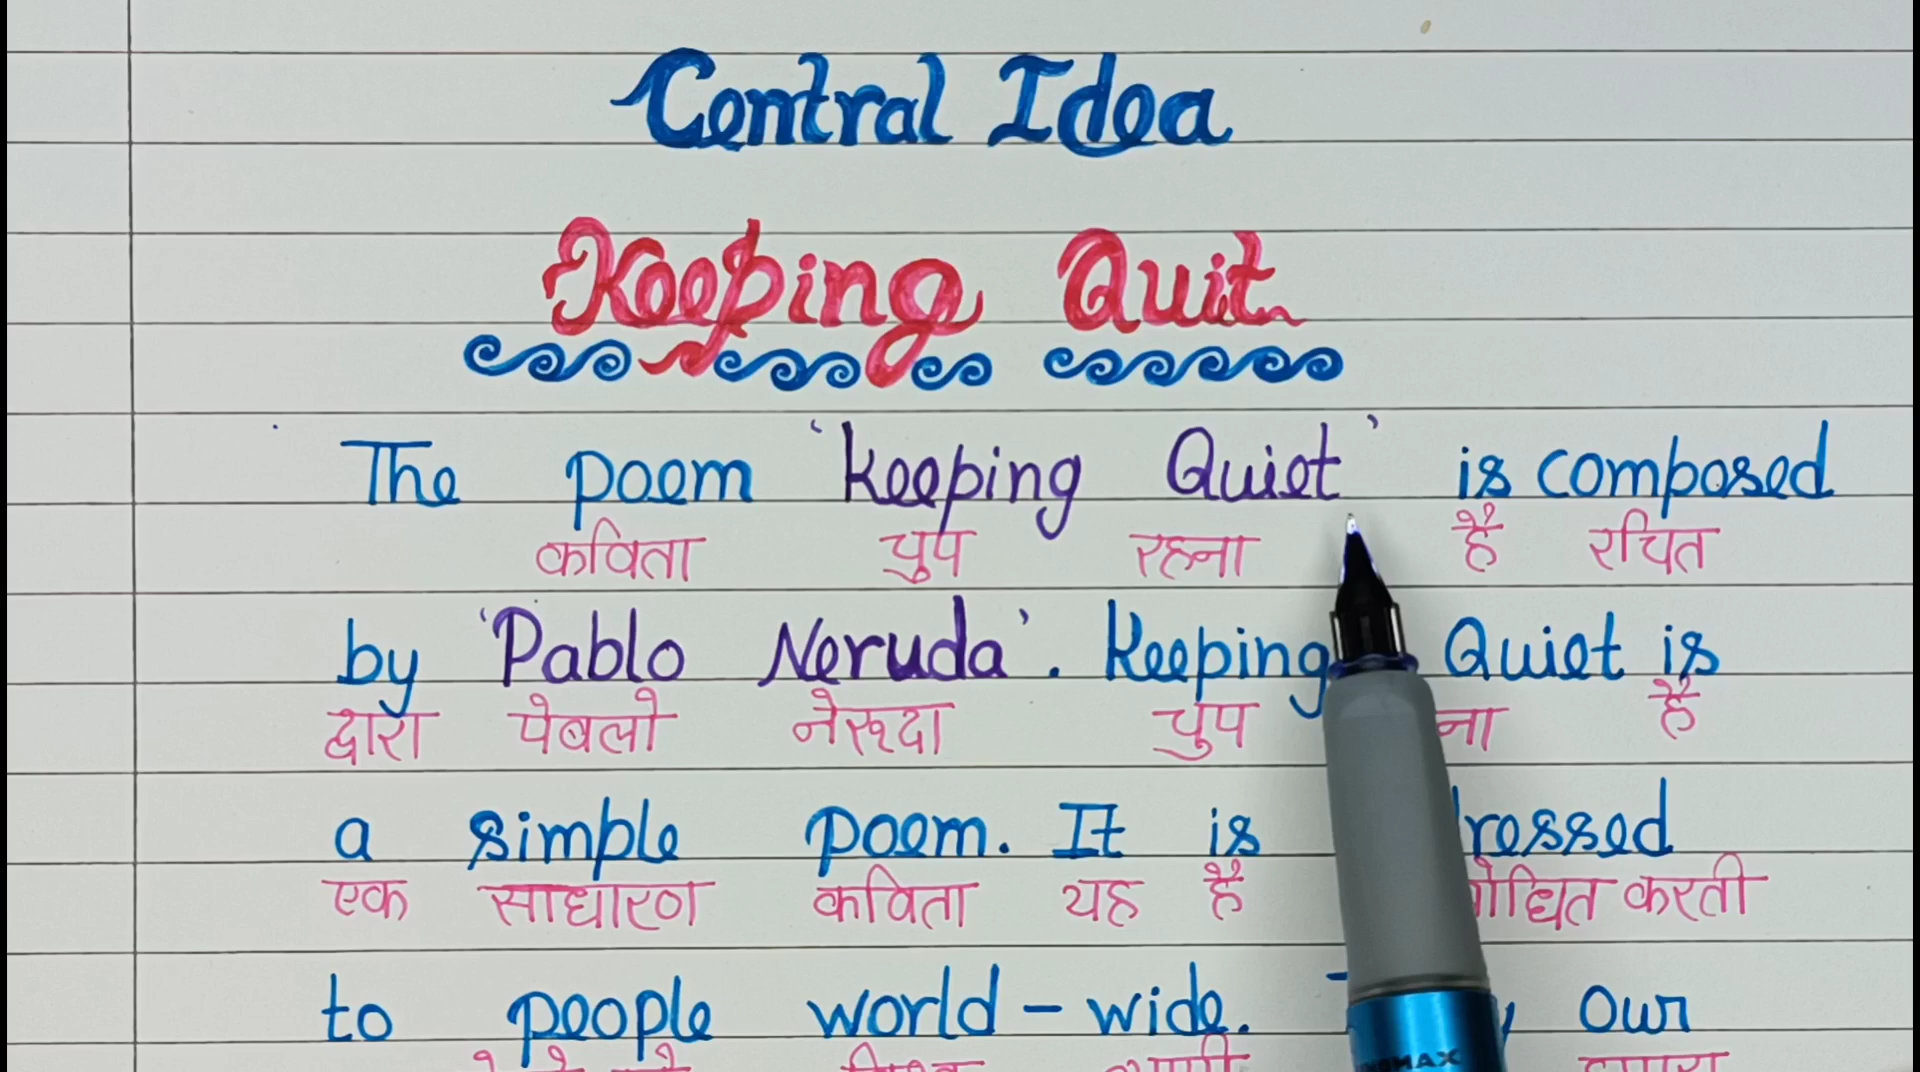 Central Idea
Keeping Quit
The poem 'Keeping Quiet' is composed
कविता चुप रहना है रचित
by 'Pablo Neruda'. Keeping Quiet is
द्वारा पेबलो नेरूदा चुप है
a simple poem. It is
एक साधारण कविता यह है करती
to people world-wide. our